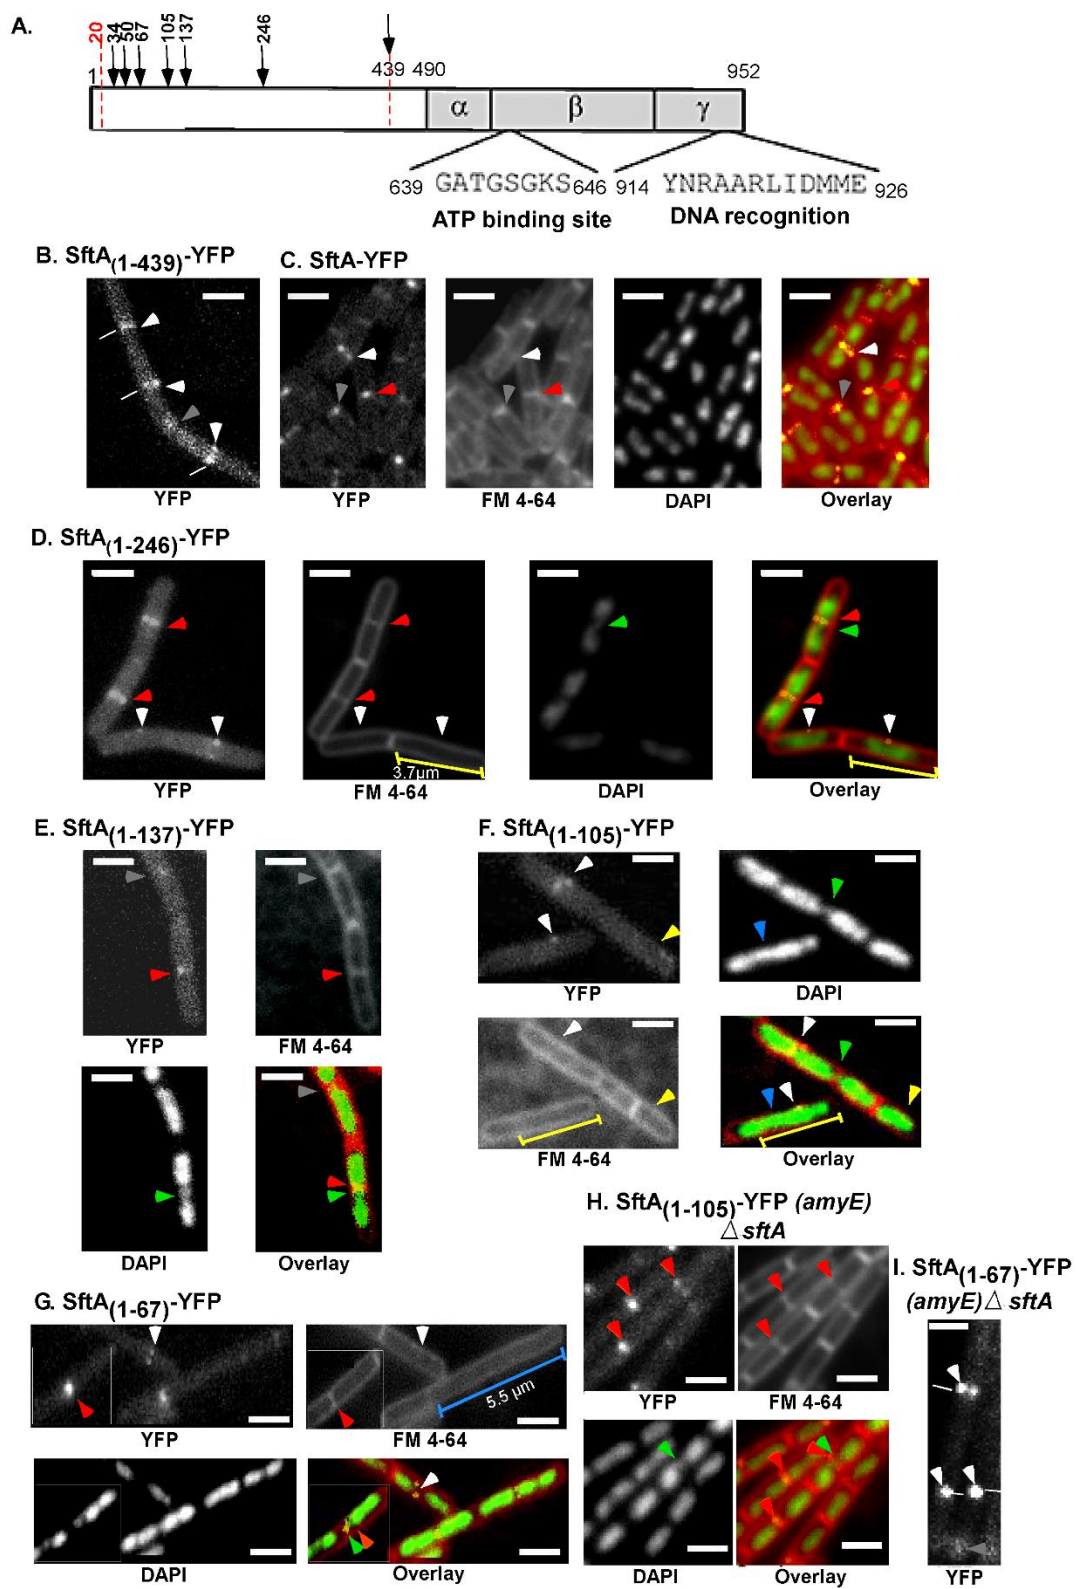 A.
20 34 50 67 105 137 246
1 439 490 952
α β γ
639 GATGSGKS 646 914 YNRAARLIDMME 926
ATP binding site DNA recognition
B. SftA(1-439)-YFP C. SftA-YFP
YFP YFP FM 4-64 DAPI Overlay
D. SftA(1-246)-YFP
3.7µm
YFP FM 4-64 DAPI Overlay
E. SftA(1-137)-YFP F. SftA(1-105)-YFP
YFP DAPI
YFP FM 4-64
FM 4-64 Overlay
DAPI Overlay
H. SftA(1-105)-YFP (amyE)
△ sftA
G. SftA(1-67)-YFP
I. SftA(1-67)-YFP
(amyE)△ sftA
5.5 µm
YFP FM 4-64
YFP FM 4-64
DAPI Overlay
DAPI Overlay
YFP